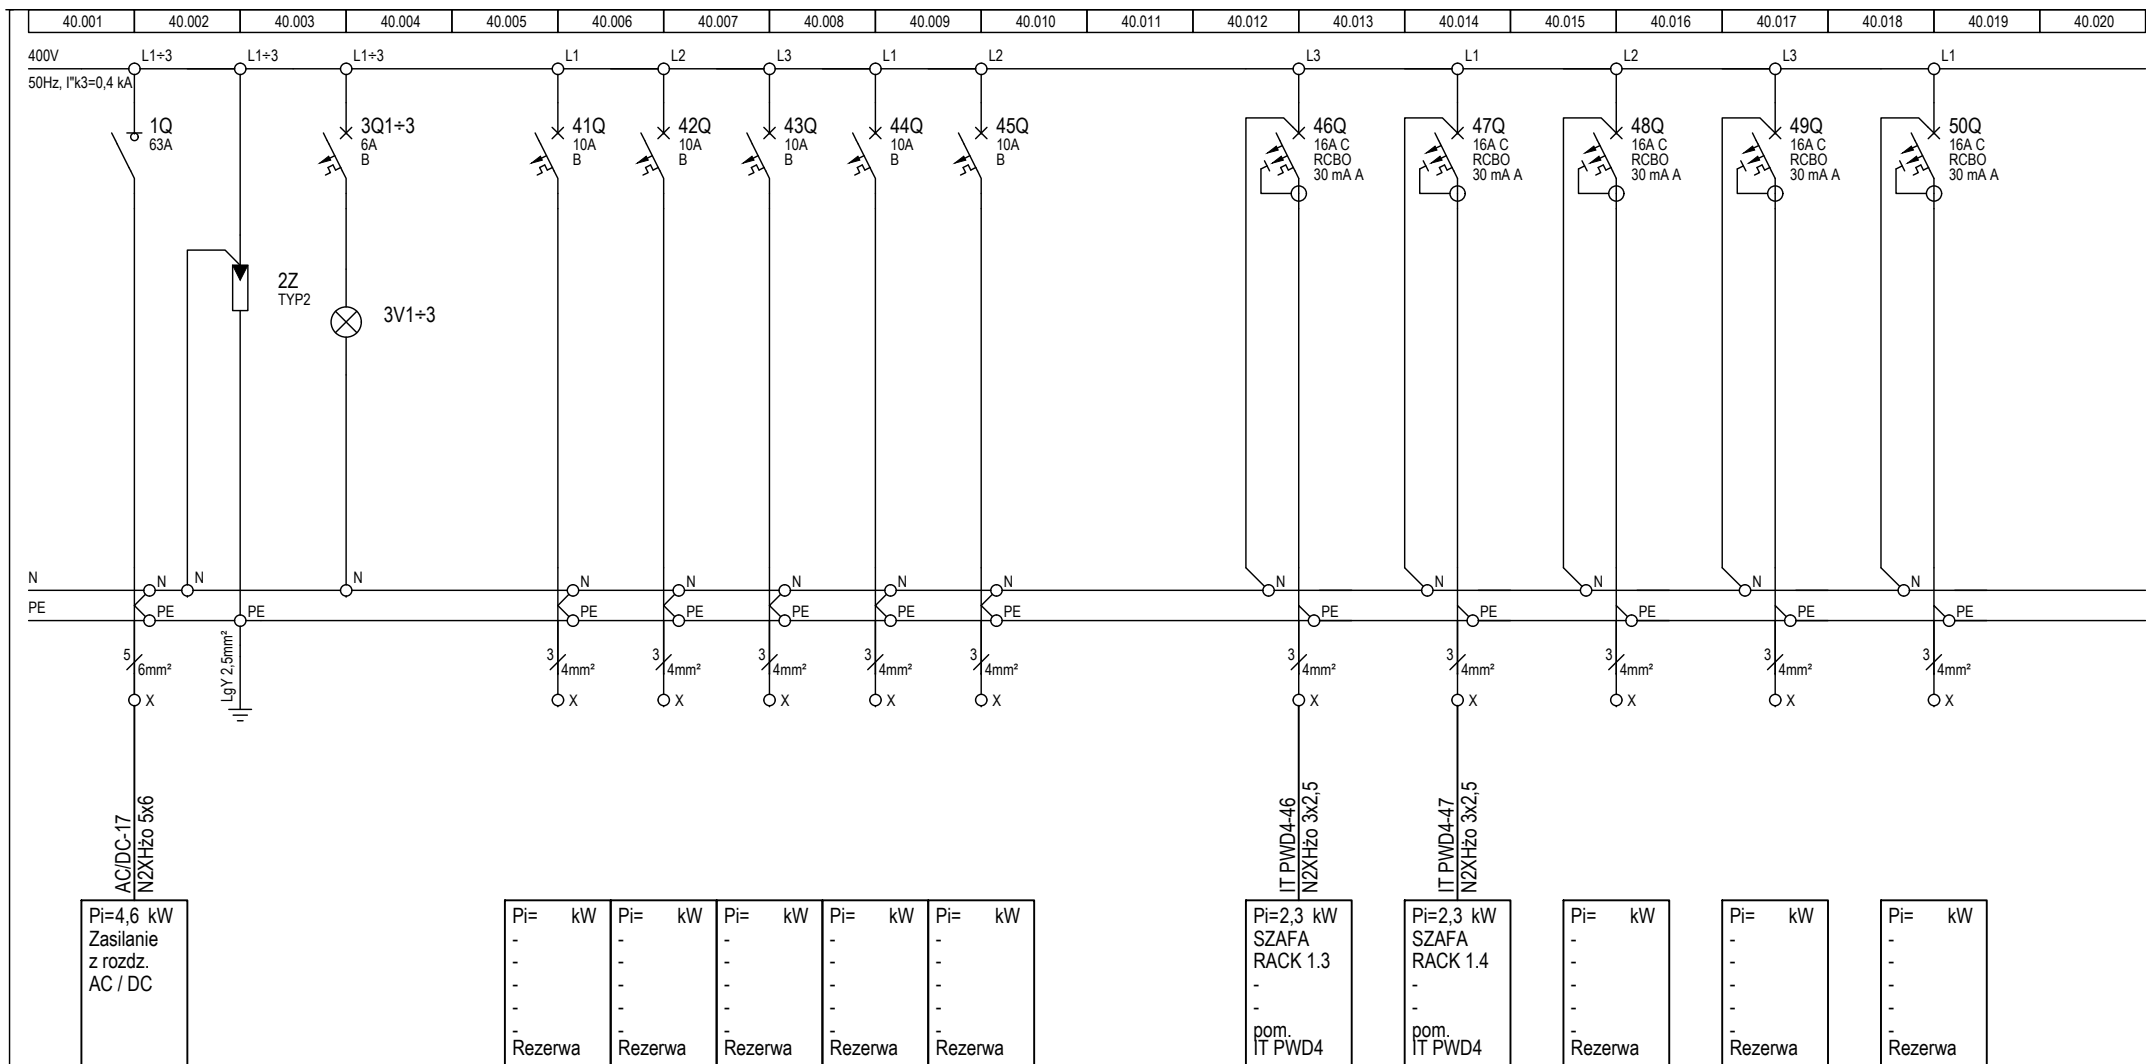 40.001 40.002 40.003 40.004 40.005 40.006 40.007 40.008 40.009 40.010 40.011 40.012 40.013 40.014 40.015 40.016 40.017 40.018 40.019 40.020
400V L1÷3 L1÷3 L1÷3 L1 L2 L3 L1 L2 L3 L1 L2 L3 L1
50Hz, I"k3=0,4 kA
1Q
63A
2Z
TYP2
3Q1÷3
6A
B
3V1÷3
41Q
10A
B
42Q
10A
B
43Q
10A
B
44Q
10A
B
45Q
10A
B
46Q
16A C
RCBO
30 mA A
47Q
16A C
RCBO
30 mA A
48Q
16A C
RCBO
30 mA A
49Q
16A C
RCBO
30 mA A
50Q
16A C
RCBO
30 mA A
N N N N N N N N N N N N N N
PE PE PE PE PE PE PE PE PE PE PE PE PE
5 6mm² LgY 2,5mm² 3 4mm² 3 4mm² 3 4mm² 3 4mm² 3 4mm² 3 4mm² 3 4mm² 3 4mm² 3 4mm² 3 4mm²
X X X X X X X X X X X
AC/DC-17
N2XHżo 5x6
IT PWD4-46
N2XHżo 3x2,5
IT PWD4-47
N2XHżo 3x2,5
Pi=4,6 kW
Zasilanie
z rozdz.
AC / DC
Pi= kW
-
-
-
-
-
Rezerwa
Pi= kW
-
-
-
-
-
Rezerwa
Pi= kW
-
-
-
-
-
Rezerwa
Pi= kW
-
-
-
-
-
Rezerwa
Pi= kW
-
-
-
-
-
Rezerwa
Pi=2,3 kW
SZAFA
RACK 1.3
-
-
pom.
IT PWD4
Pi=2,3 kW
SZAFA
RACK 1.4
-
-
pom.
IT PWD4
Pi= kW
-
-
-
-
-
Rezerwa
Pi= kW
-
-
-
-
-
Rezerwa
Pi= kW
-
-
-
-
-
Rezerwa